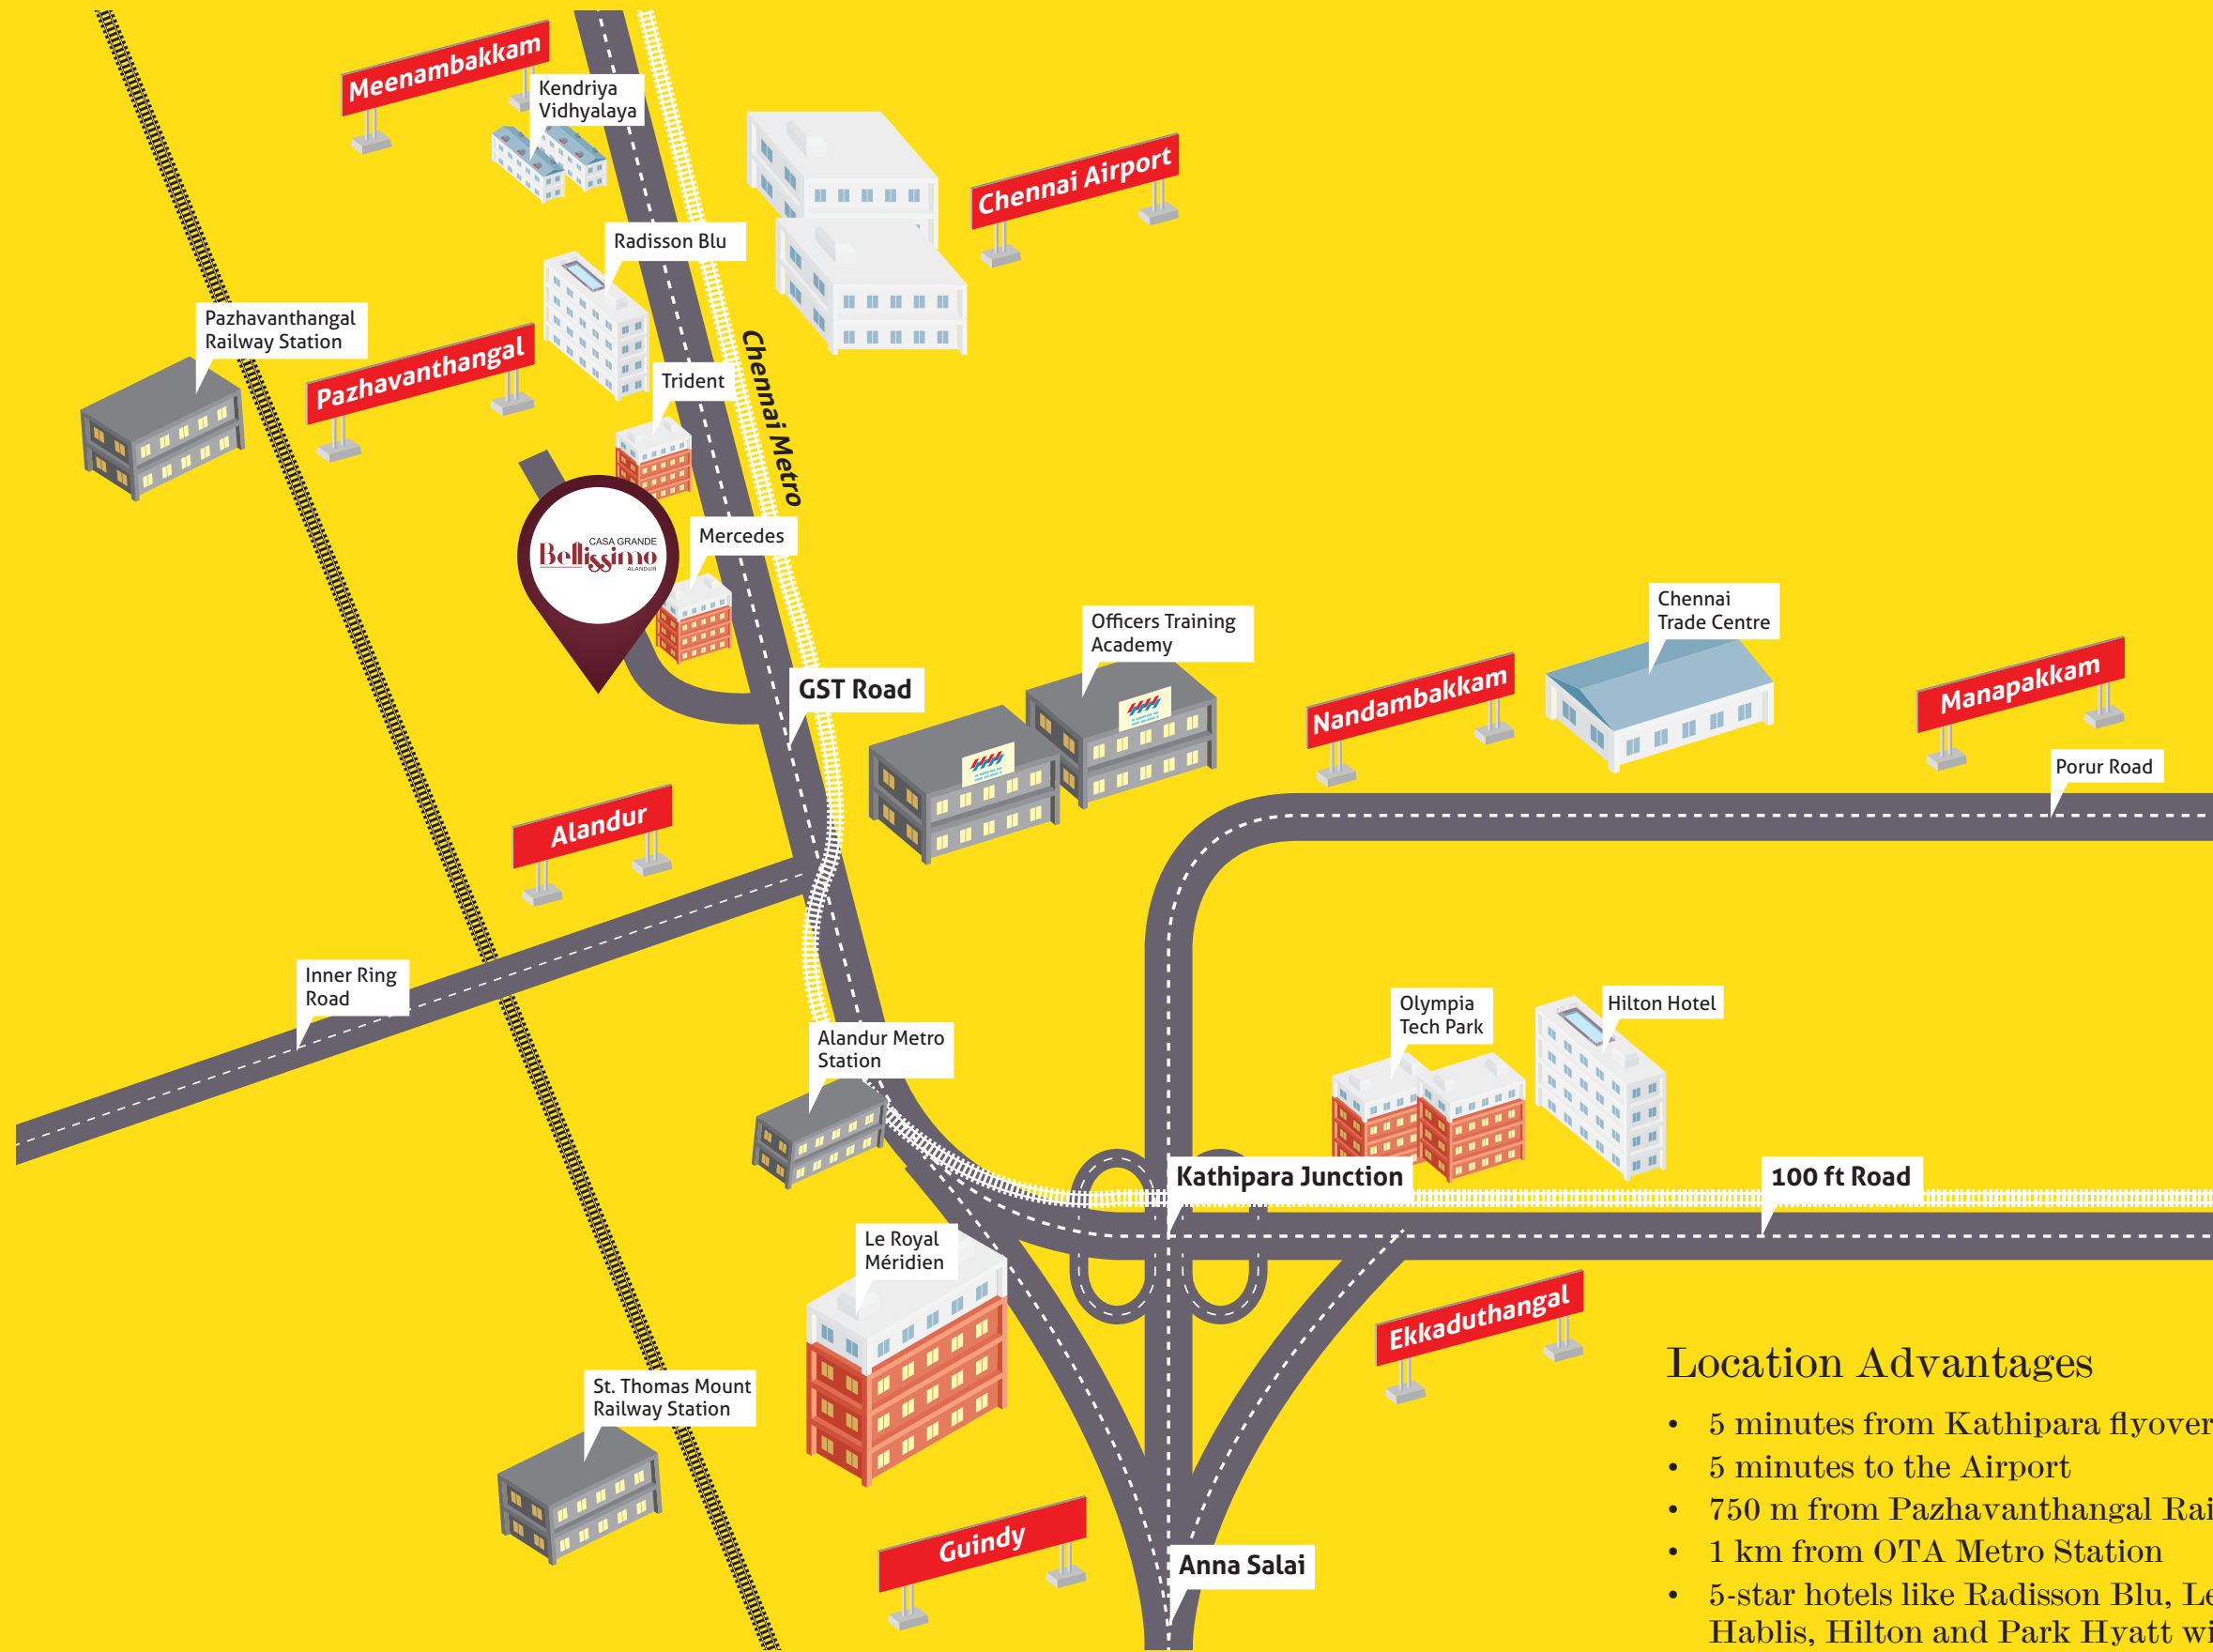 Meenambakkam
Kendriya
Vidhyalaya
Chennai Airport
Radisson Blu
Pazhavanthangal
Railway Station
Pazhavanthangal
Trident
Chennai Metro
Mercedes
CASA GRANDE
Bellissimo
ALANDUR
Officers Training
Academy
Chennai
Trade Centre
GST Road
Nandambakkam
Manapakkam
Porur Road
Alandur
Inner Ring
Road
Alandur Metro
Station
Olympia
Tech Park
Hilton Hotel
Kathipara Junction
100 ft Road
Le Royal
Méridien
Ekkaduthangal
St. Thomas Mount
Railway Station
Guindy
Anna Salai
Location Advantages
• 5 minutes from Kathipara flyover
• 5 minutes to the Airport
• 750 m from Pazhavanthangal Rai
• 1 km from OTA Metro Station
• 5-star hotels like Radisson Blu, Le
Hablis, Hilton and Park Hyatt wi